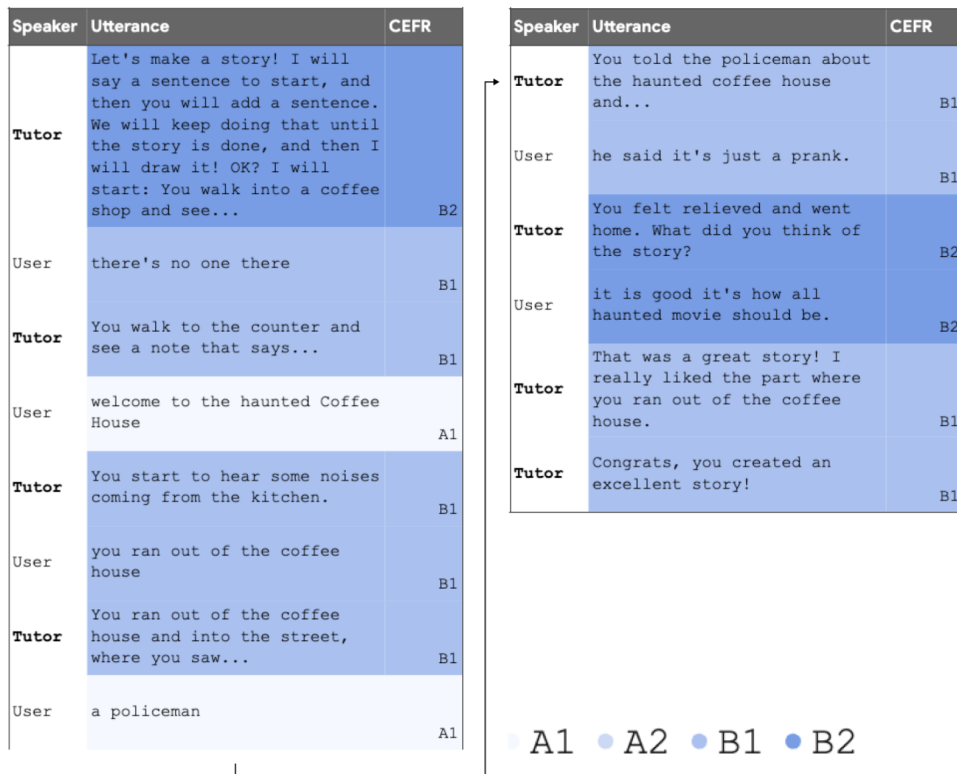 Speaker Utterance CEFR
Let's make a story! I will
say a sentence to start, and
then you will add a sentence.
We will keep doing that until
Tutor
the story is done, and then I
will draw it! OK? I will
start: You walk into a coffee
shop and see...
B2
User
there's no one there
B1
Tutor
You walk to the counter and
see a note that says...
B1
User
welcome to the haunted Coffee
House
A1
Tutor
You start to hear some noises
coming from the kitchen.
B1
User
you ran out of the coffee
house
B1
Tutor
You ran out of the coffee
house and into the street,
where you saw...
B1
User
a policeman
A1
Speaker Utterance CEFR
Tutor
You told the policeman about
the haunted coffee house
and...
B1
User
he said it's just a prank.
B1
Tutor
You felt relieved and went
home. What did you think of
the story?
B2
User
it is good it's how all
haunted movie should be.
B2
Tutor
That was a great story! I
really liked the part where
you ran out of the coffee
house.
B1
Tutor
Congrats, you created an
excellent story!
B1
A1 A2 B1 B2